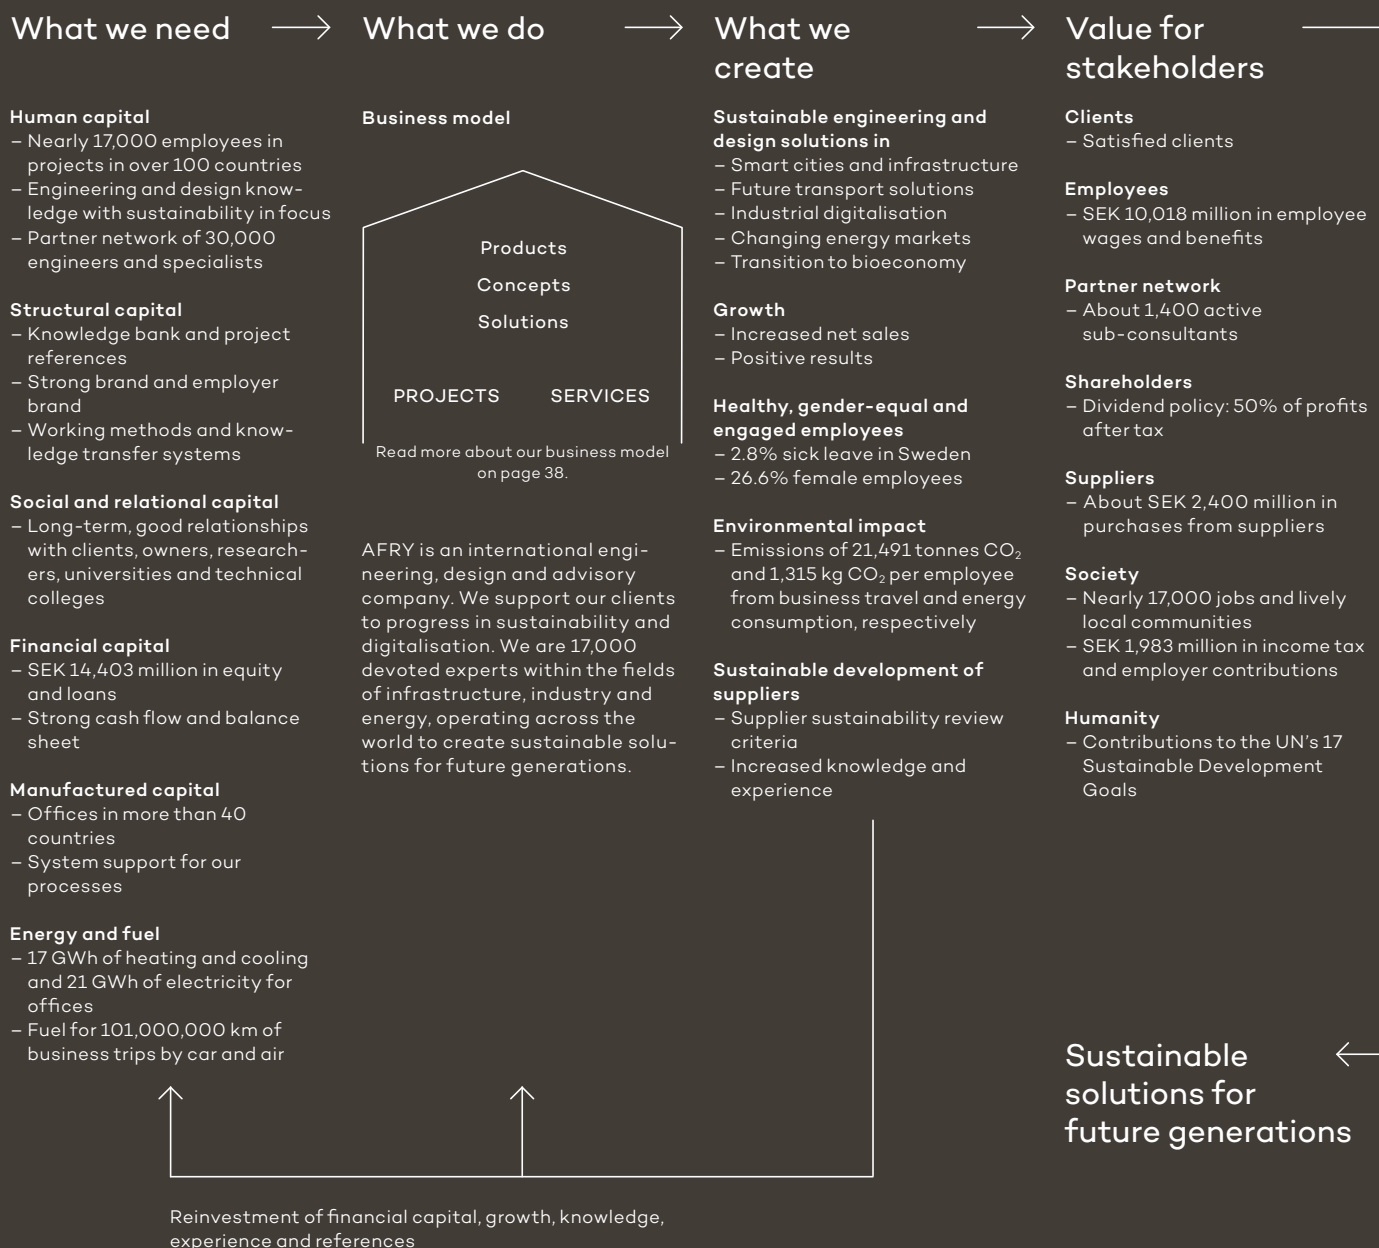 What we need
Human capital
– Nearly 17,000 employees in
projects in over 100 countries
– Engineering and design know-
ledge with sustainability in focus
– Partner network of 30,000
engineers and specialists
Structural capital
– Knowledge bank and project
references
– Strong brand and employer
brand
– Working methods and know-
ledge transfer systems
Social and relational capital
– Long-term, good relationships
with clients, owners, research-
ers, universities and technical
colleges
Financial capital
– SEK 14,403 million in equity
and loans
– Strong cash flow and balance
sheet
Manufactured capital
– Offices in more than 40
countries
– System support for our
processes
Energy and fuel
– 17 GWh of heating and cooling
and 21 GWh of electricity for
offices
– Fuel for 101,000,000 km of
business trips by car and air
What we do
Business model
Products
Concepts
Solutions
PROJECTS SERVICES
Read more about our business model
on page 38.
AFRY is an international engi-
neering, design and advisory
company. We support our clients
to progress in sustainability and
digitalisation. We are 17,000
devoted experts within the fields
of infrastructure, industry and
energy, operating across the
world to create sustainable solu-
tions for future generations.
What we
create
Sustainable engineering and
design solutions in
– Smart cities and infrastructure
– Future transport solutions
– Industrial digitalisation
– Changing energy markets
– Transition to bioeconomy
Growth
– Increased net sales
– Positive results
Healthy, gender-equal and
engaged employees
– 2.8% sick leave in Sweden
– 26.6% female employees
Environmental impact
– Emissions of 21,491 tonnes CO₂
and 1,315 kg CO₂ per employee
from business travel and energy
consumption, respectively
Sustainable development of
suppliers
– Supplier sustainability review
criteria
– Increased knowledge and
experience
Value for
stakeholders
Clients
– Satisfied clients
Employees
– SEK 10,018 million in employee
wages and benefits
Partner network
– About 1,400 active
sub-consultants
Shareholders
– Dividend policy: 50% of profits
after tax
Suppliers
– About SEK 2,400 million in
purchases from suppliers
Society
– Nearly 17,000 jobs and lively
local communities
– SEK 1,983 million in income tax
and employer contributions
Humanity
– Contributions to the UN’s 17
Sustainable Development
Goals
Sustainable
solutions for
future generations
Reinvestment of financial capital, growth, knowledge,
experience and references